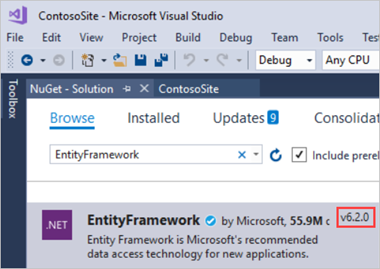 ContosoSite - Microsoft Visual Studio
File Edit View Project Build Debug Team Tools Test
Debug Any CPU
Toolbox
NuGet - Solution ContosoSite
Browse Installed Updates 9 Consolidat
EntityFramework Include prerel
.NET EntityFramework by Microsoft, 55.9M v6.2.0
Entity Framework is Microsoft's recommended
data access technology for new applications.